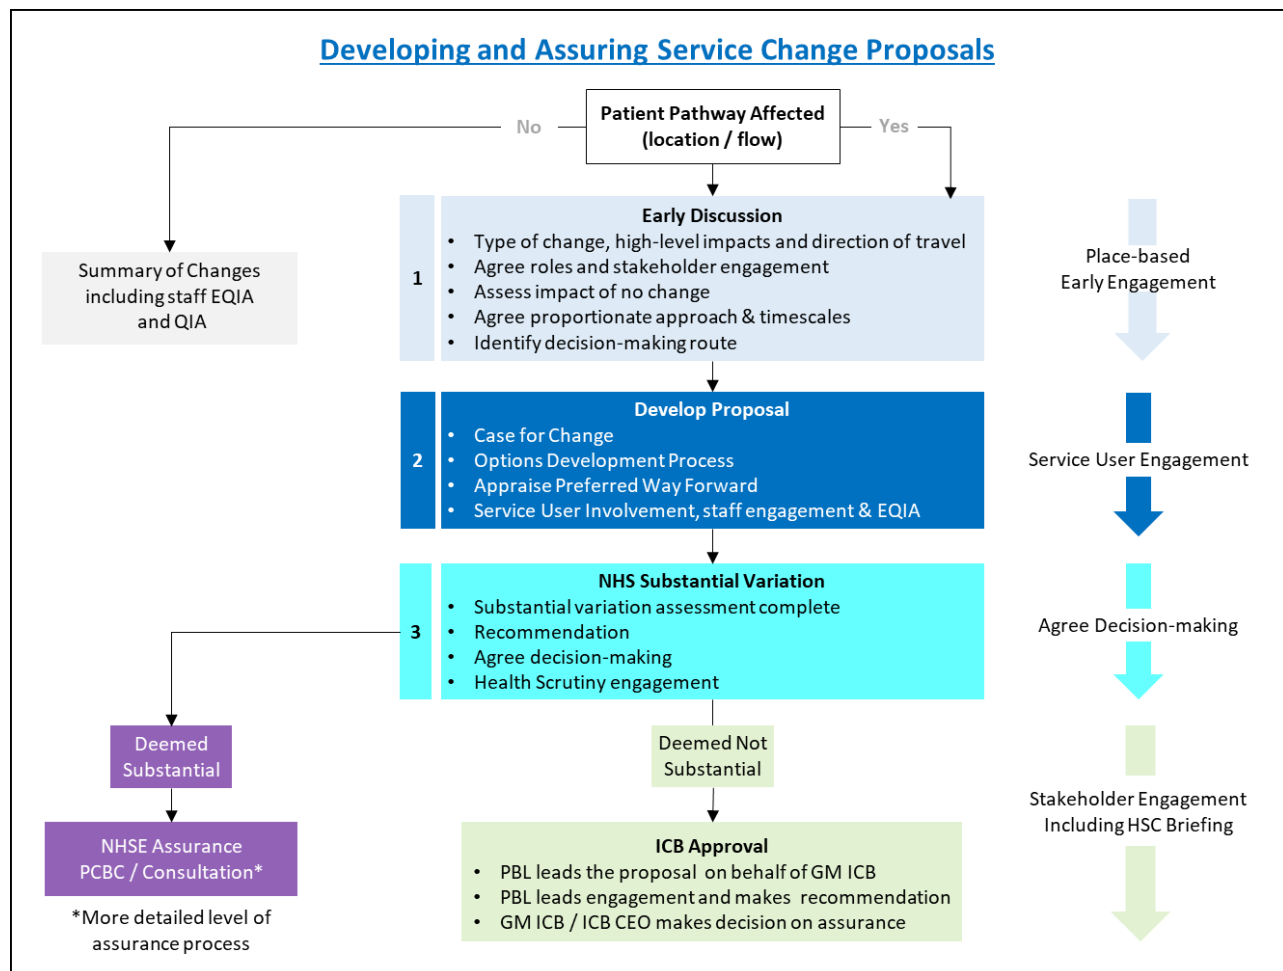 Developing and Assuring Service Change Proposals
Patient Pathway Affected
(location / flow)
No
Yes
Summary of Changes
including staff EQIA
and QIA
1
Early Discussion
• Type of change, high-level impacts and direction of travel
• Agree roles and stakeholder engagement
• Assess impact of no change
• Agree proportionate approach & timescales
• Identify decision-making route
Place-based
Early Engagement
2
Develop Proposal
• Case for Change
• Options Development Process
• Appraise Preferred Way Forward
• Service User Involvement, staff engagement & EQIA
Service User Engagement
3
NHS Substantial Variation
• Substantial variation assessment complete
• Recommendation
• Agree decision-making
• Health Scrutiny engagement
Agree Decision-making
Deemed
Substantial
Deemed Not
Substantial
NHSE Assurance
PCBC / Consultation*
*More detailed level of
assurance process
ICB Approval
• PBL leads the proposal on behalf of GM ICB
• PBL leads engagement and makes recommendation
• GM ICB / ICB CEO makes decision on assurance
Stakeholder Engagement
Including HSC Briefing